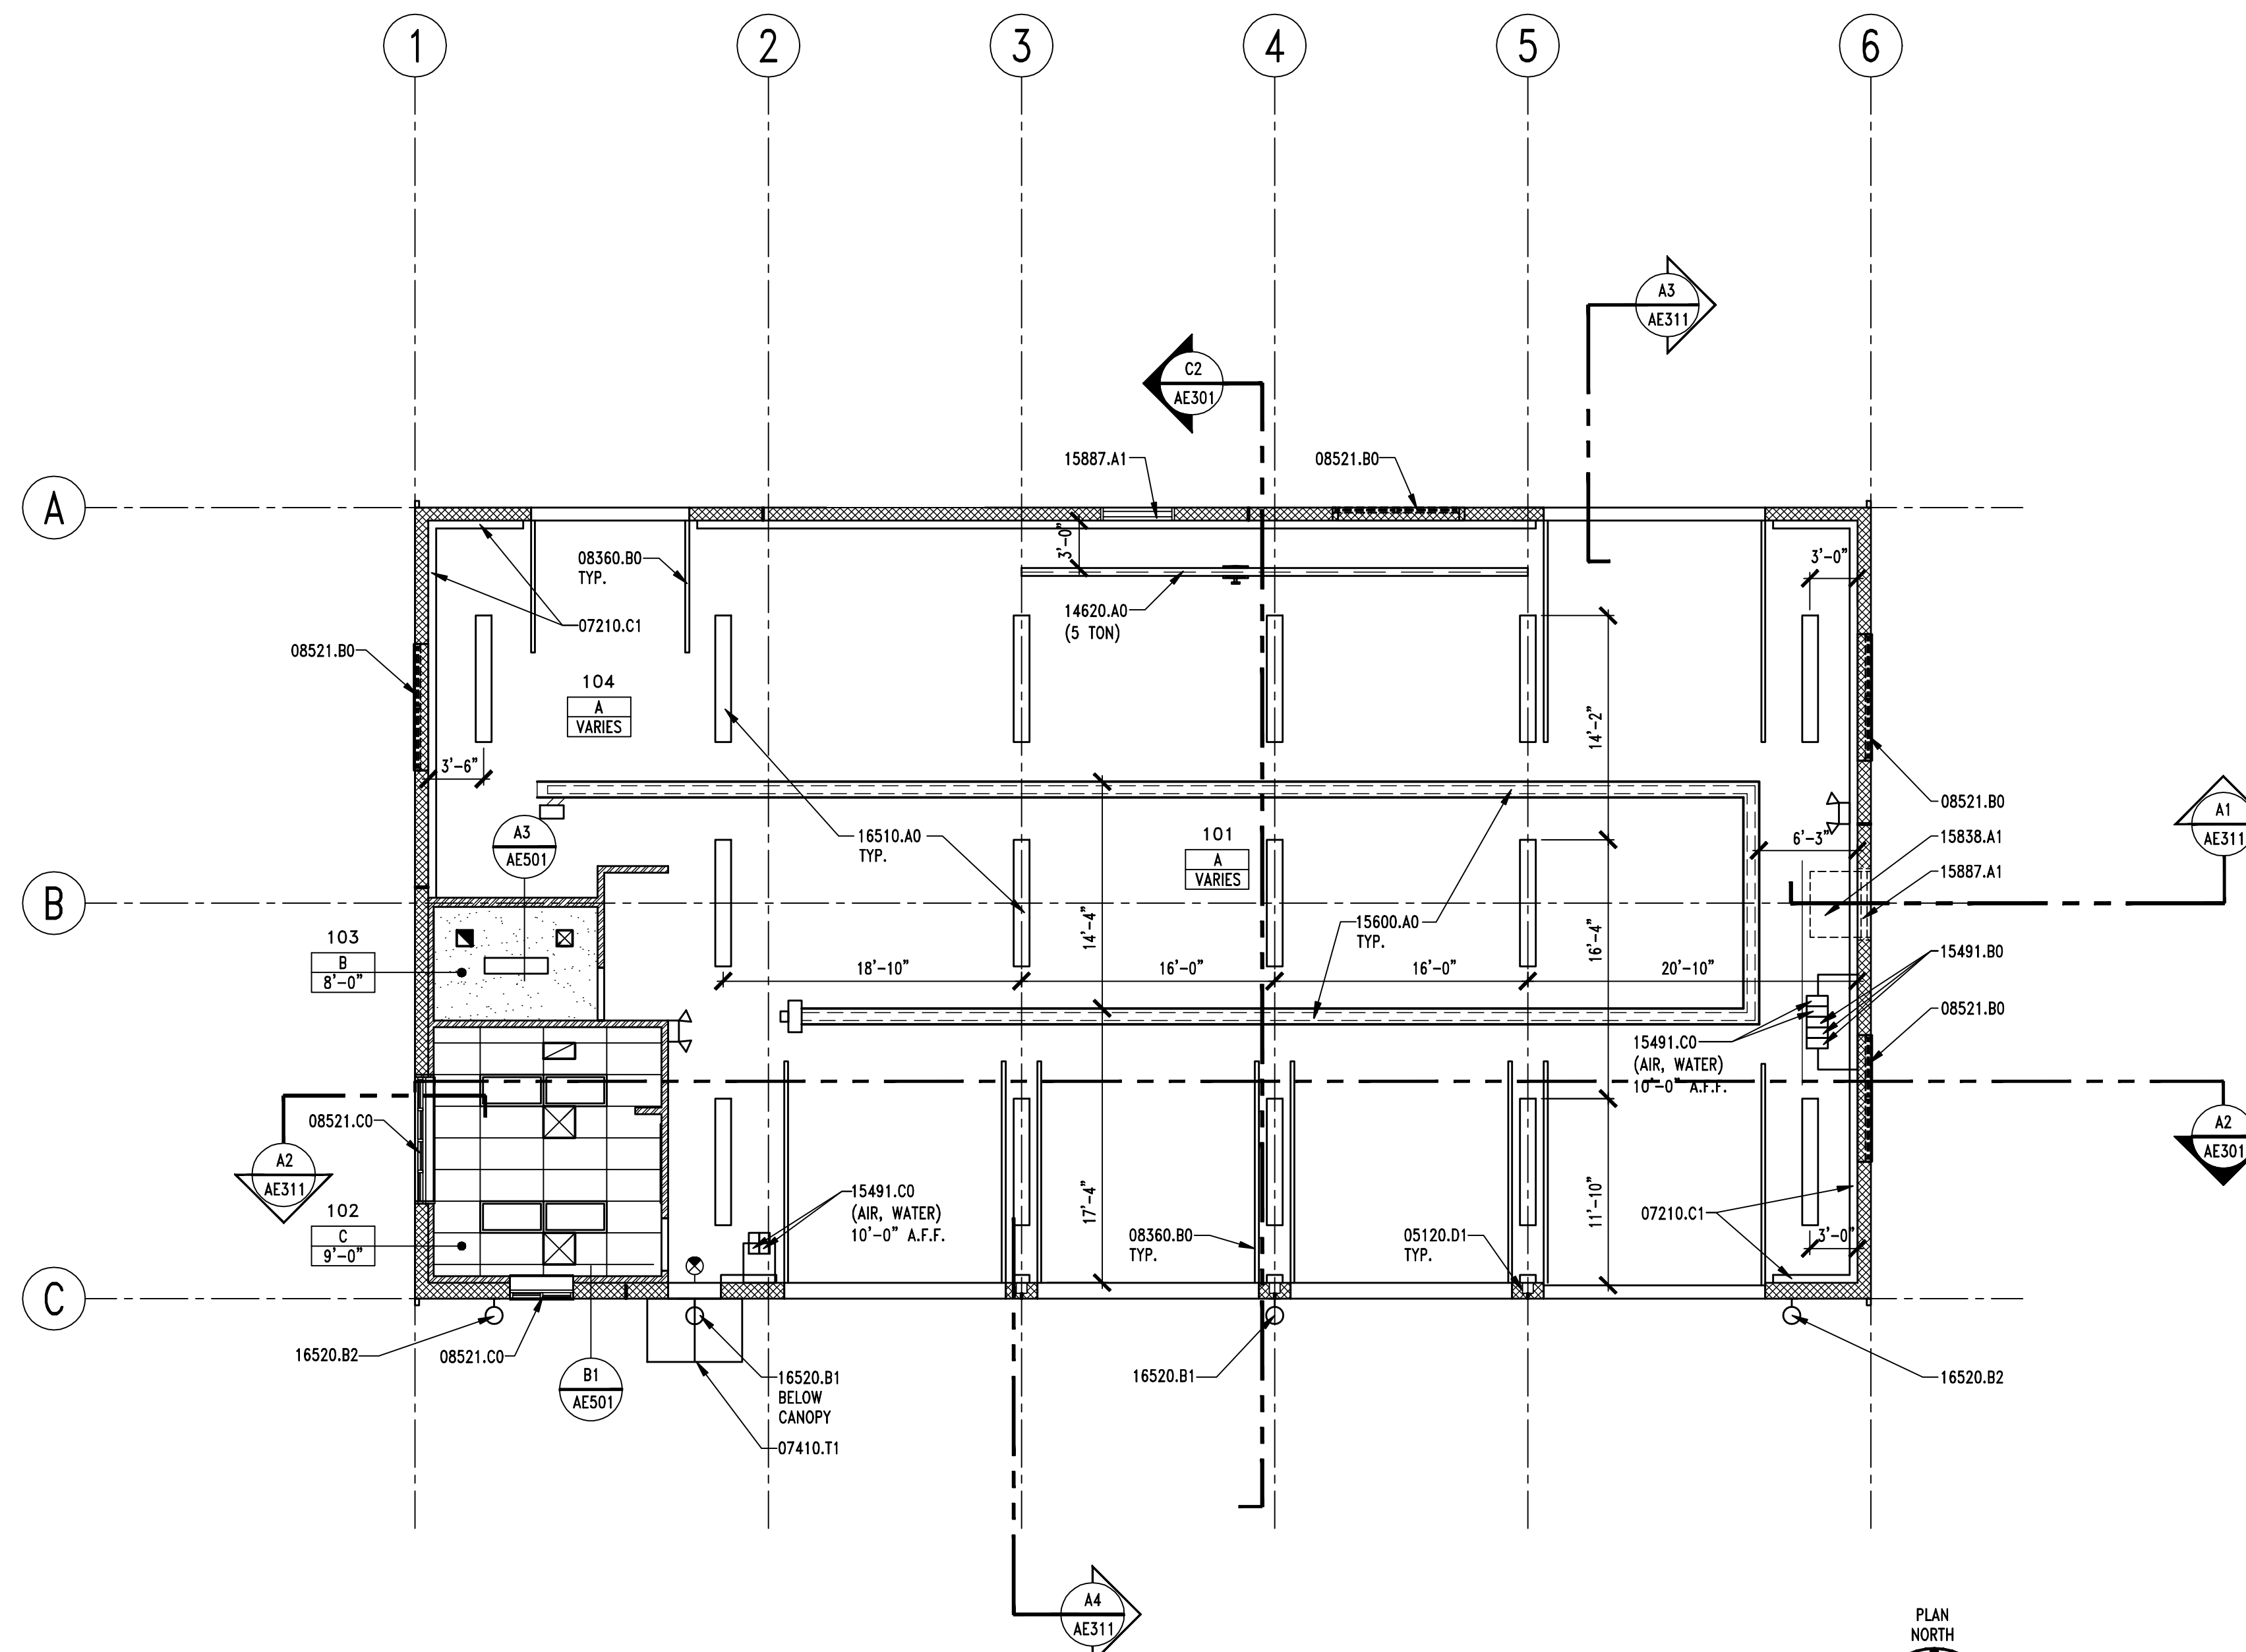 1
2
3
4
5
6
A3
AE311
C2
AE301
15887.A1
08521.B0
A
3'-0"
08360.B0
TYP.
3'-0"
14620.A0
(5 TON)
07210.C1
08521.B0
104
A
VARIES
14'-2"
3'-6"
08521.B0
A1
AE311
A3
AE501
16510.A0
TYP.
101
A
VARIES
6'-3"
15838.A1
15887.A1
B
14'-4"
15600.A0
TYP.
16'-4"
103
B
8'-0"
18'-10"
16'-0"
16'-0"
20'-10"
15491.B0
08521.B0
15491.C0
(AIR, WATER)
10'-0" A.F.F.
08521.C0
A2
AE311
A2
AE301
102
C
9'-0"
15491.C0
(AIR, WATER)
10'-0" A.F.F.
17'-4"
08360.B0
TYP.
05120.D1
TYP.
11'-10"
07210.C1
3'-0"
C
16520.B2
08521.C0
B1
AE501
16520.B1
BELOW
CANOPY
07410.T1
16520.B1
16520.B2
A4
AE311
PLAN
NORTH